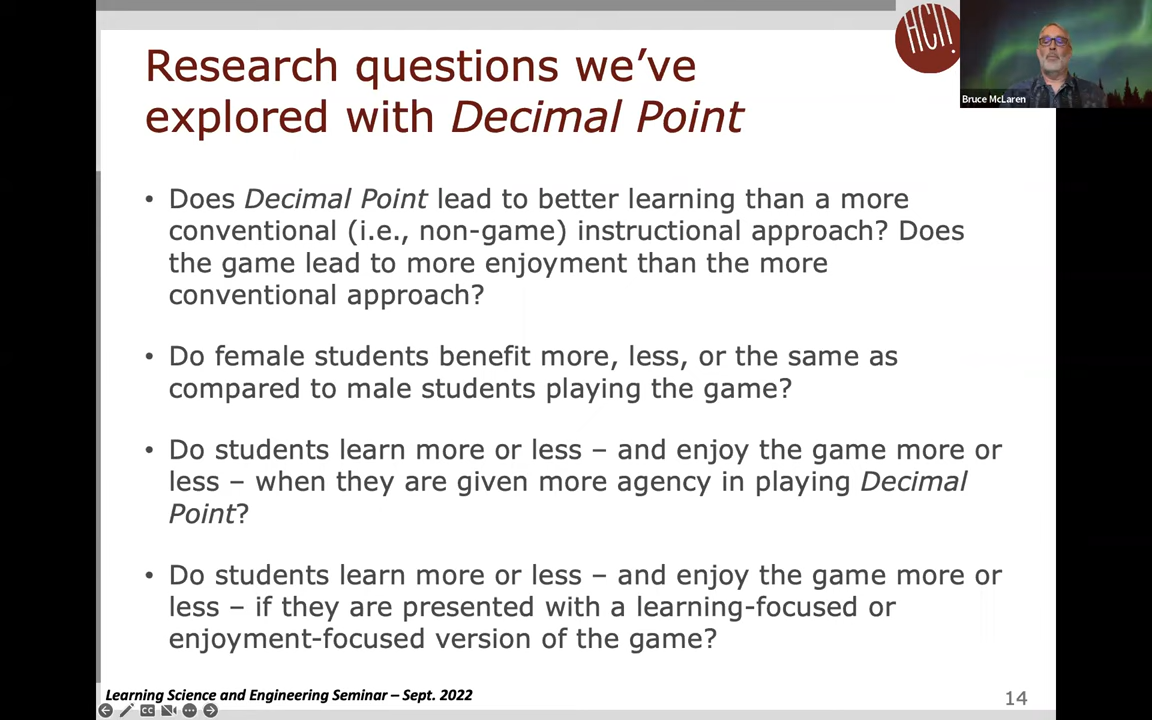 Research questions we've
explored with Decimal Point
HCII
Bruce McLaren
• Does Decimal Point lead to better learning than a more
conventional (i.e., non-game) instructional approach? Does
the game lead to more enjoyment than the more
conventional approach?
• Do female students benefit more, less, or the same as
compared to male students playing the game?
• Do students learn more or less – and enjoy the game more or
less – when they are given more agency in playing Decimal
Point?
• Do students learn more or less – and enjoy the game more or
less – if they are presented with a learning-focused or
enjoyment-focused version of the game?
Learning Science and Engineering Seminar – Sept. 2022
14
CC